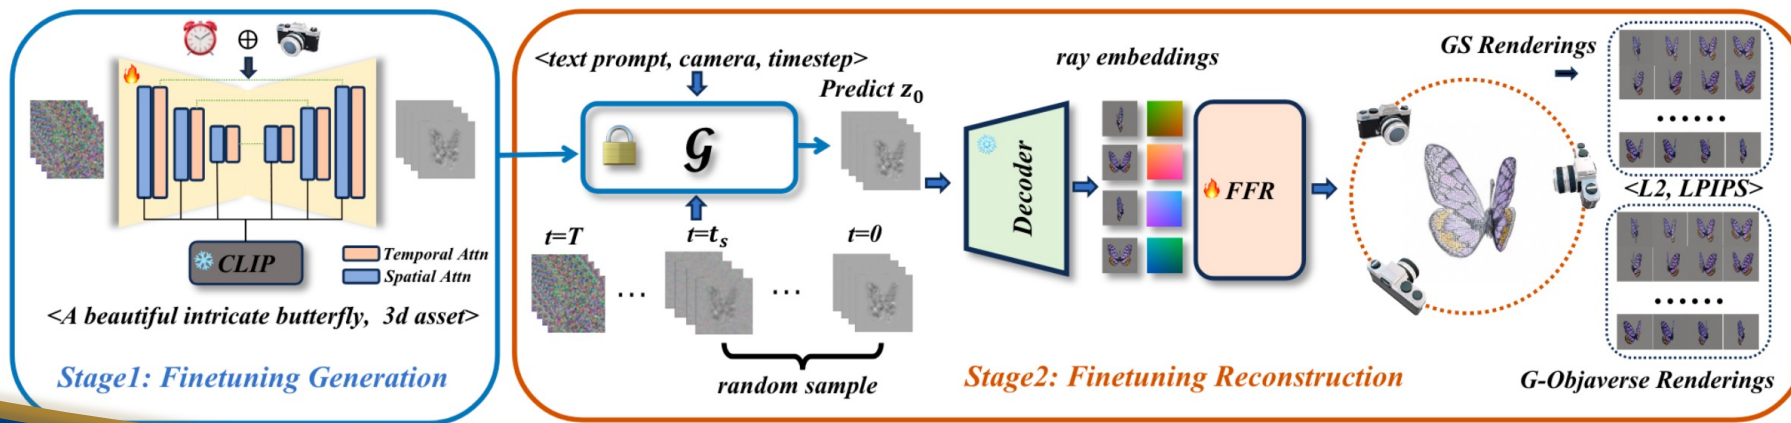 CLIP
Temporal Attn
Spatial Attn
<A beautiful intricate butterfly, 3d asset>
Stage1: Finetuning Generation
<text prompt, camera, timestep>
G
Predict z₀
t=T
t=tₛ
t=0
... ...
random sample
ray embeddings
Decoder
FFR
Stage2: Finetuning Reconstruction
GS Renderings
......
<L2, LPIPS>
......
G-Objaverse Renderings